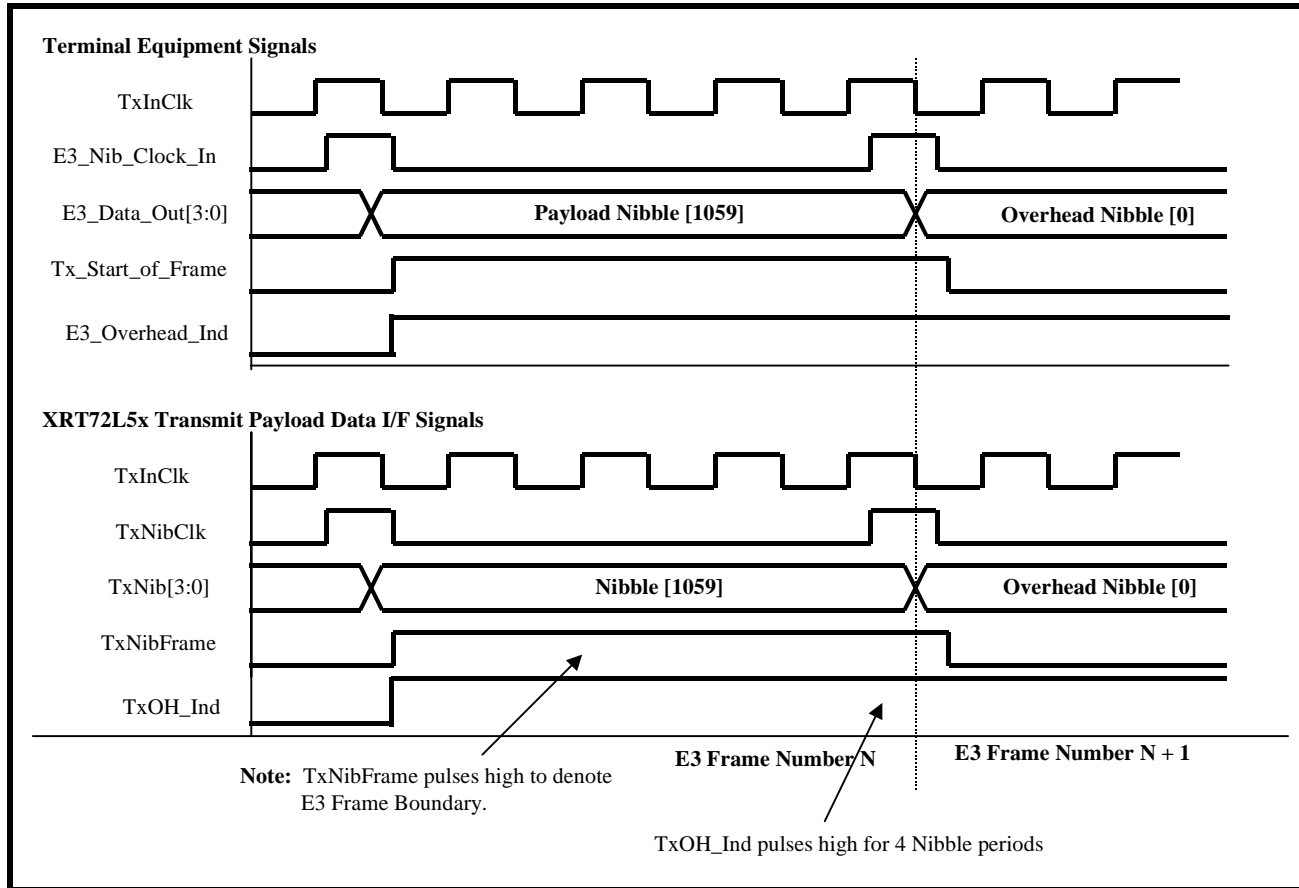 Terminal Equipment Signals
TxInClk
E3_Nib_Clock_In
E3_Data_Out[3:0]
Payload Nibble [1059]
Overhead Nibble [0]
Tx_Start_of_Frame
E3_Overhead_Ind
XRT72L5x Transmit Payload Data I/F Signals
TxInClk
TxNibClk
TxNib[3:0]
Nibble [1059]
Overhead Nibble [0]
TxNibFrame
TxOH_Ind
E3 Frame Number N
E3 Frame Number N + 1
Note: TxNibFrame pulses high to denote
E3 Frame Boundary.
TxOH_Ind pulses high for 4 Nibble periods